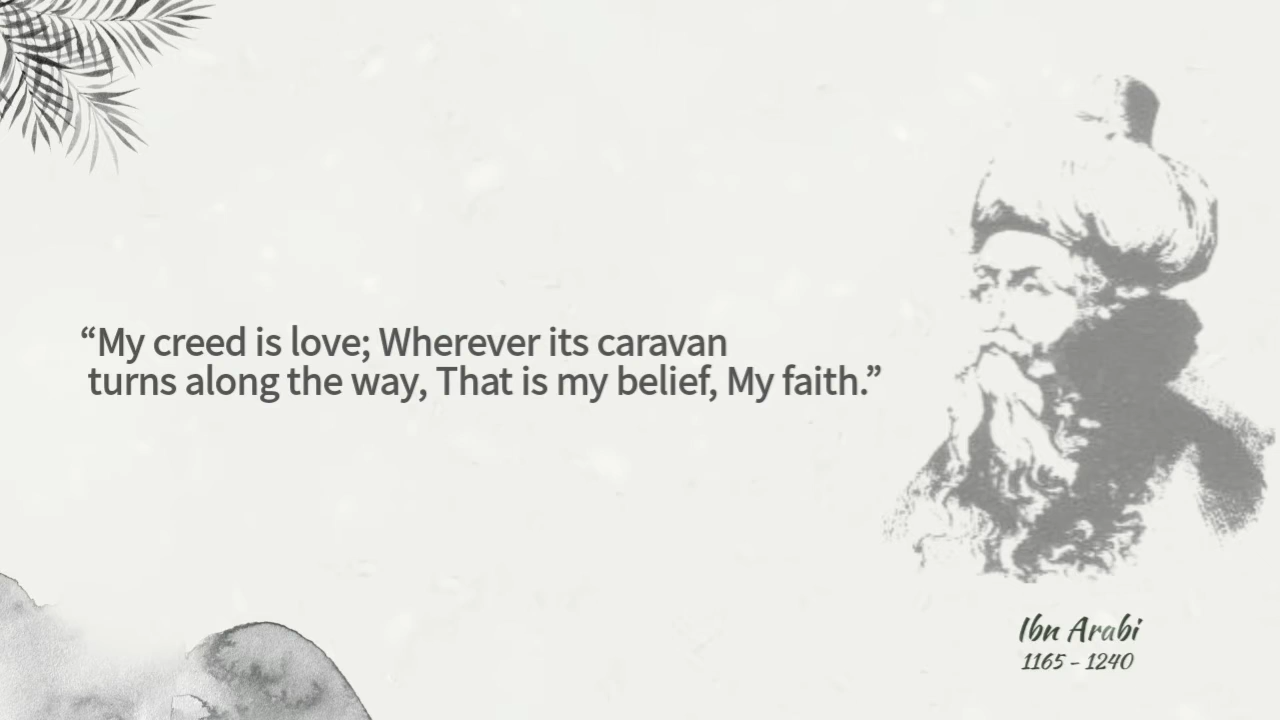 “My creed is love; Wherever its caravan
turns along the way, That is my belief, My faith.”
Ibn Arabi
1165 - 1240